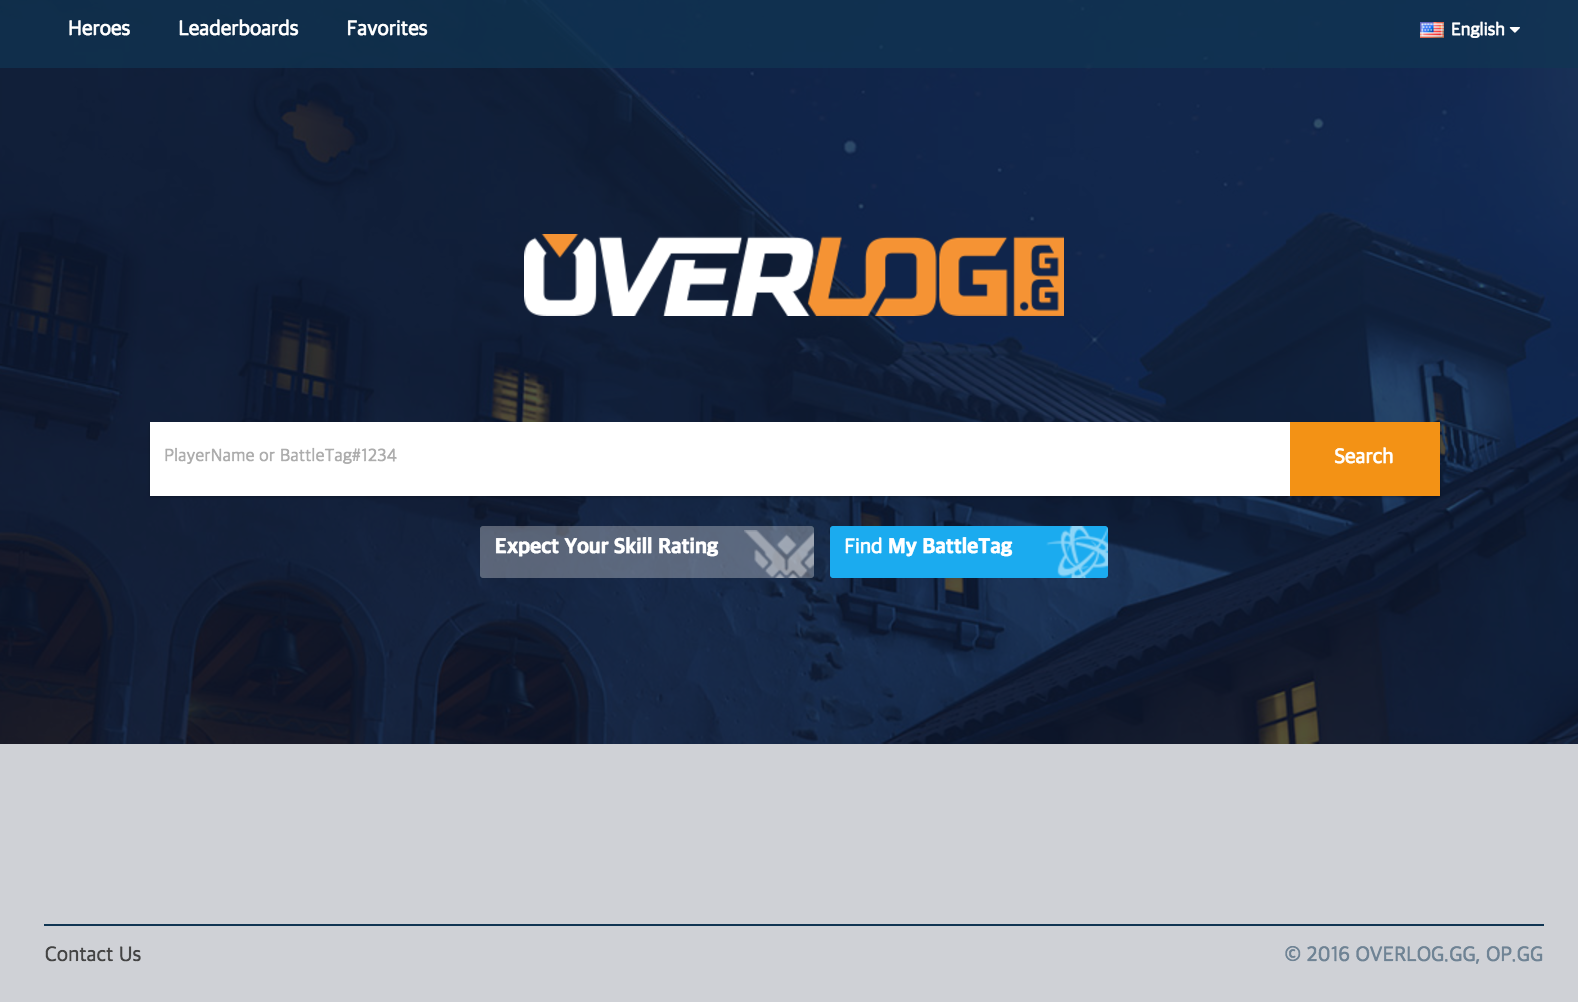 Heroes Leaderboards Favorites English
OVERLOG.GG
PlayerName or BattleTag#1234 Search
Expect Your Skill Rating Find My BattleTag
Contact Us © 2016 OVERLOG.GG, OP.GG